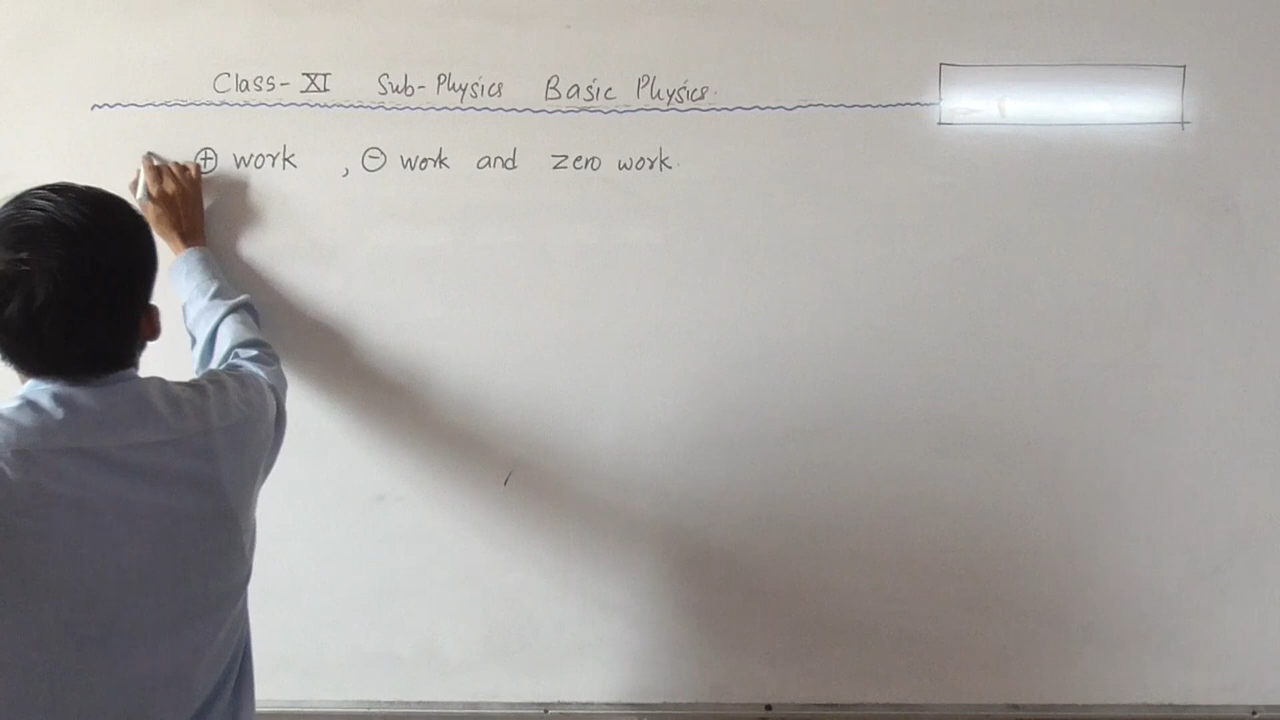 Class-XI Sub-Physics Basic Physics.
⊕ work , ⊖ work and zero work.